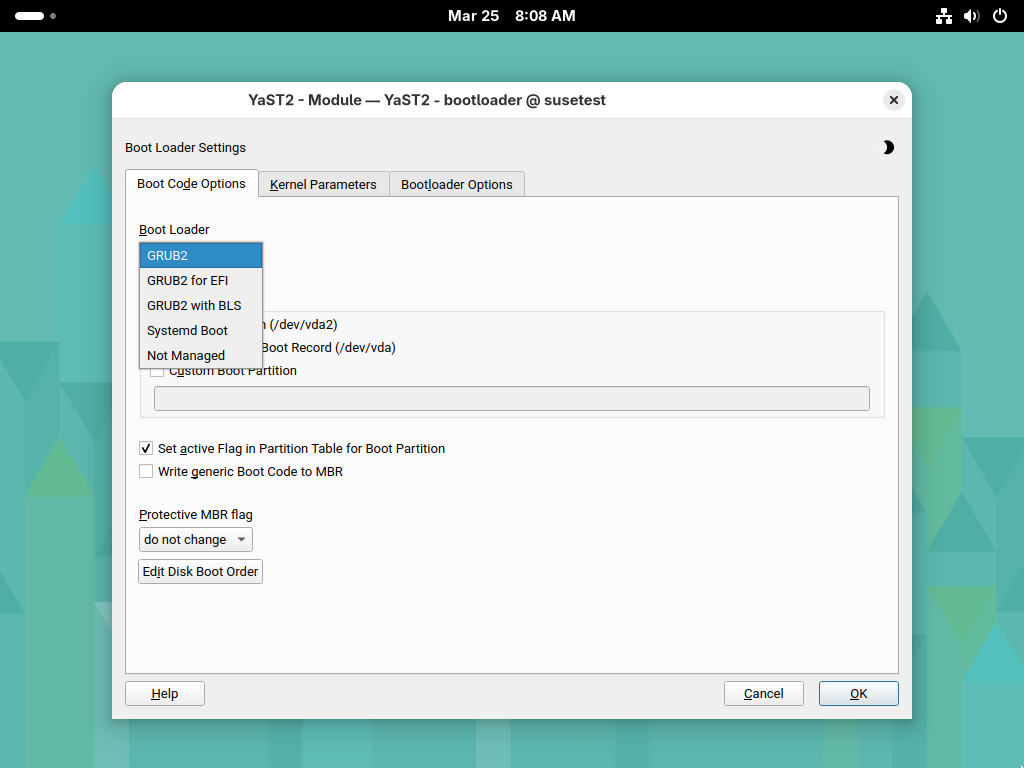 Mar 25 8:08 AM
YaST2 - Module — YaST2 - bootloader @ susetest
Boot Loader Settings
Boot Code Options
Kernel Parameters
Bootloader Options
Boot Loader
GRUB2
GRUB2 for EFI
GRUB2 with BLS
Systemd Boot
Not Managed
(/dev/vda2)
Boot Record (/dev/vda)
Custom Boot Partition
Set active Flag in Partition Table for Boot Partition
Write generic Boot Code to MBR
Protective MBR flag
do not change
Edit Disk Boot Order
Help
Cancel
OK